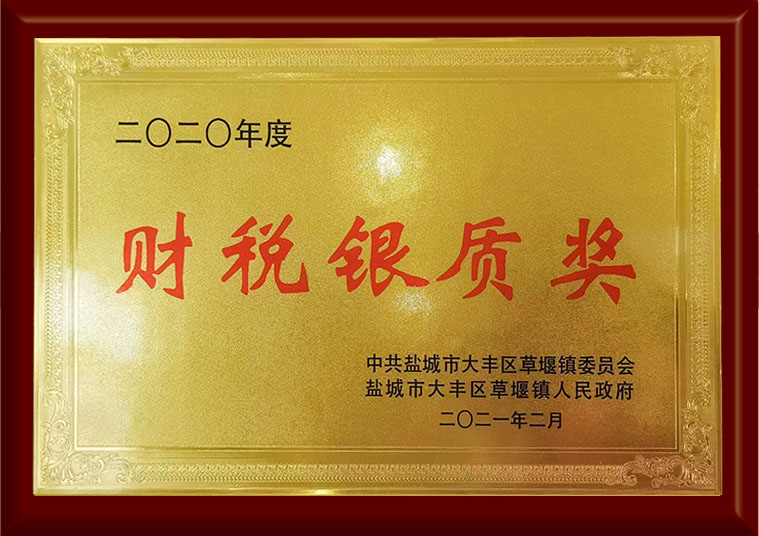 二〇二〇年度
财税银质奖
中共盐城市大丰区草堰镇委员会
盐城市大丰区草堰镇人民政府
二〇二一年二月